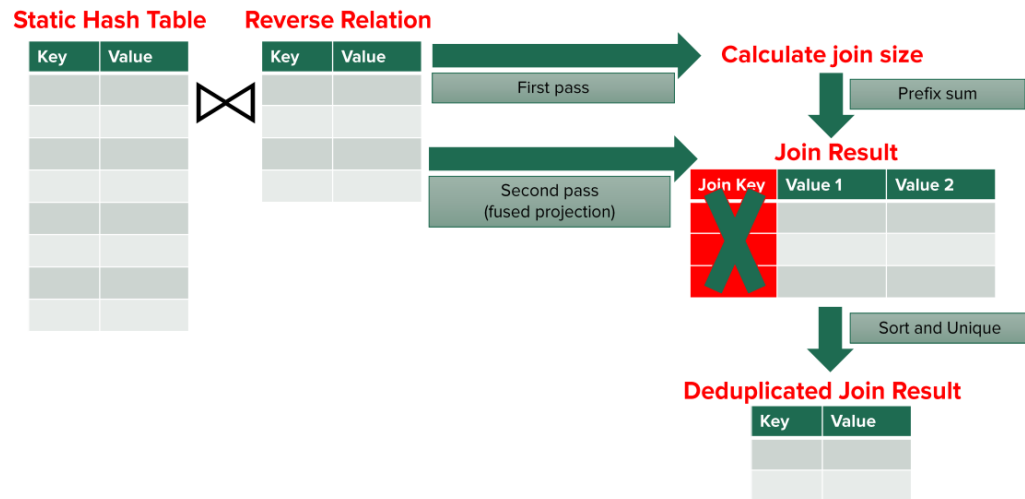 Static Hash Table
Reverse Relation
Key Value
Key Value
First pass
Calculate join size
Prefix sum
Second pass
(fused projection)
Join Result
Join Key Value 1 Value 2
Sort and Unique
Deduplicated Join Result
Key Value